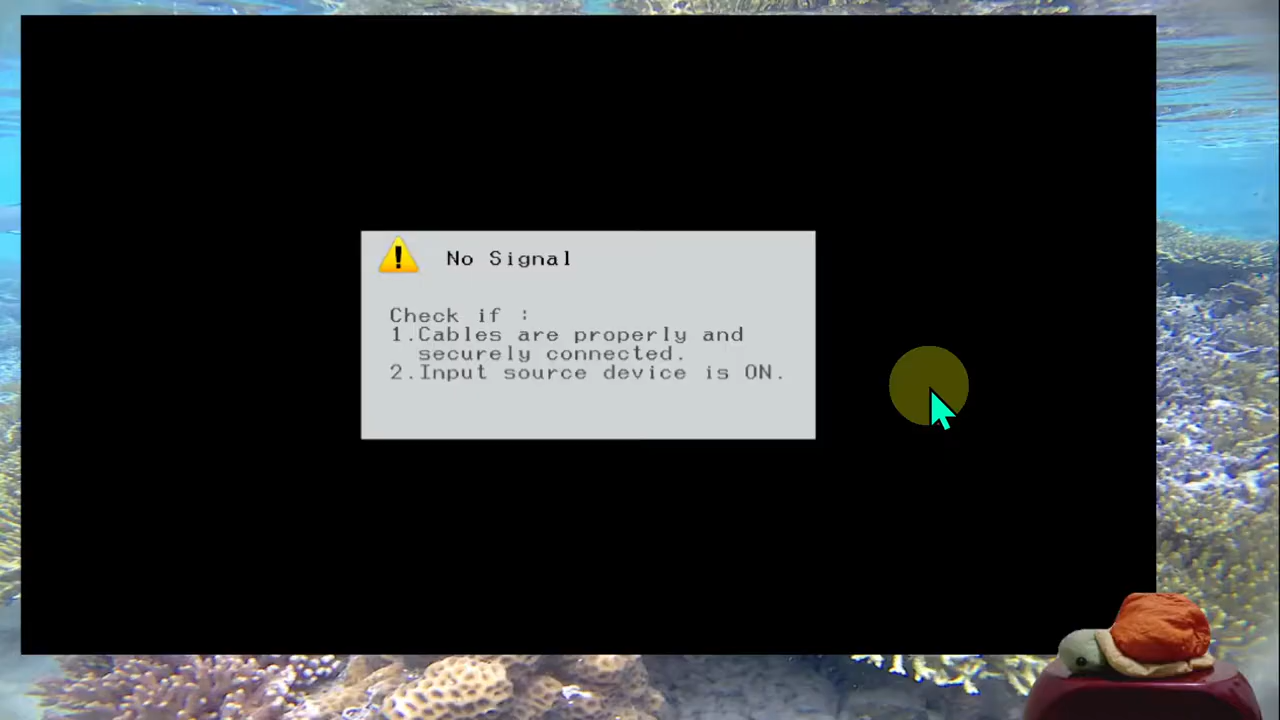 No Signal
Check if :
1.Cables are properly and
securely connected.
2.Input source device is ON.